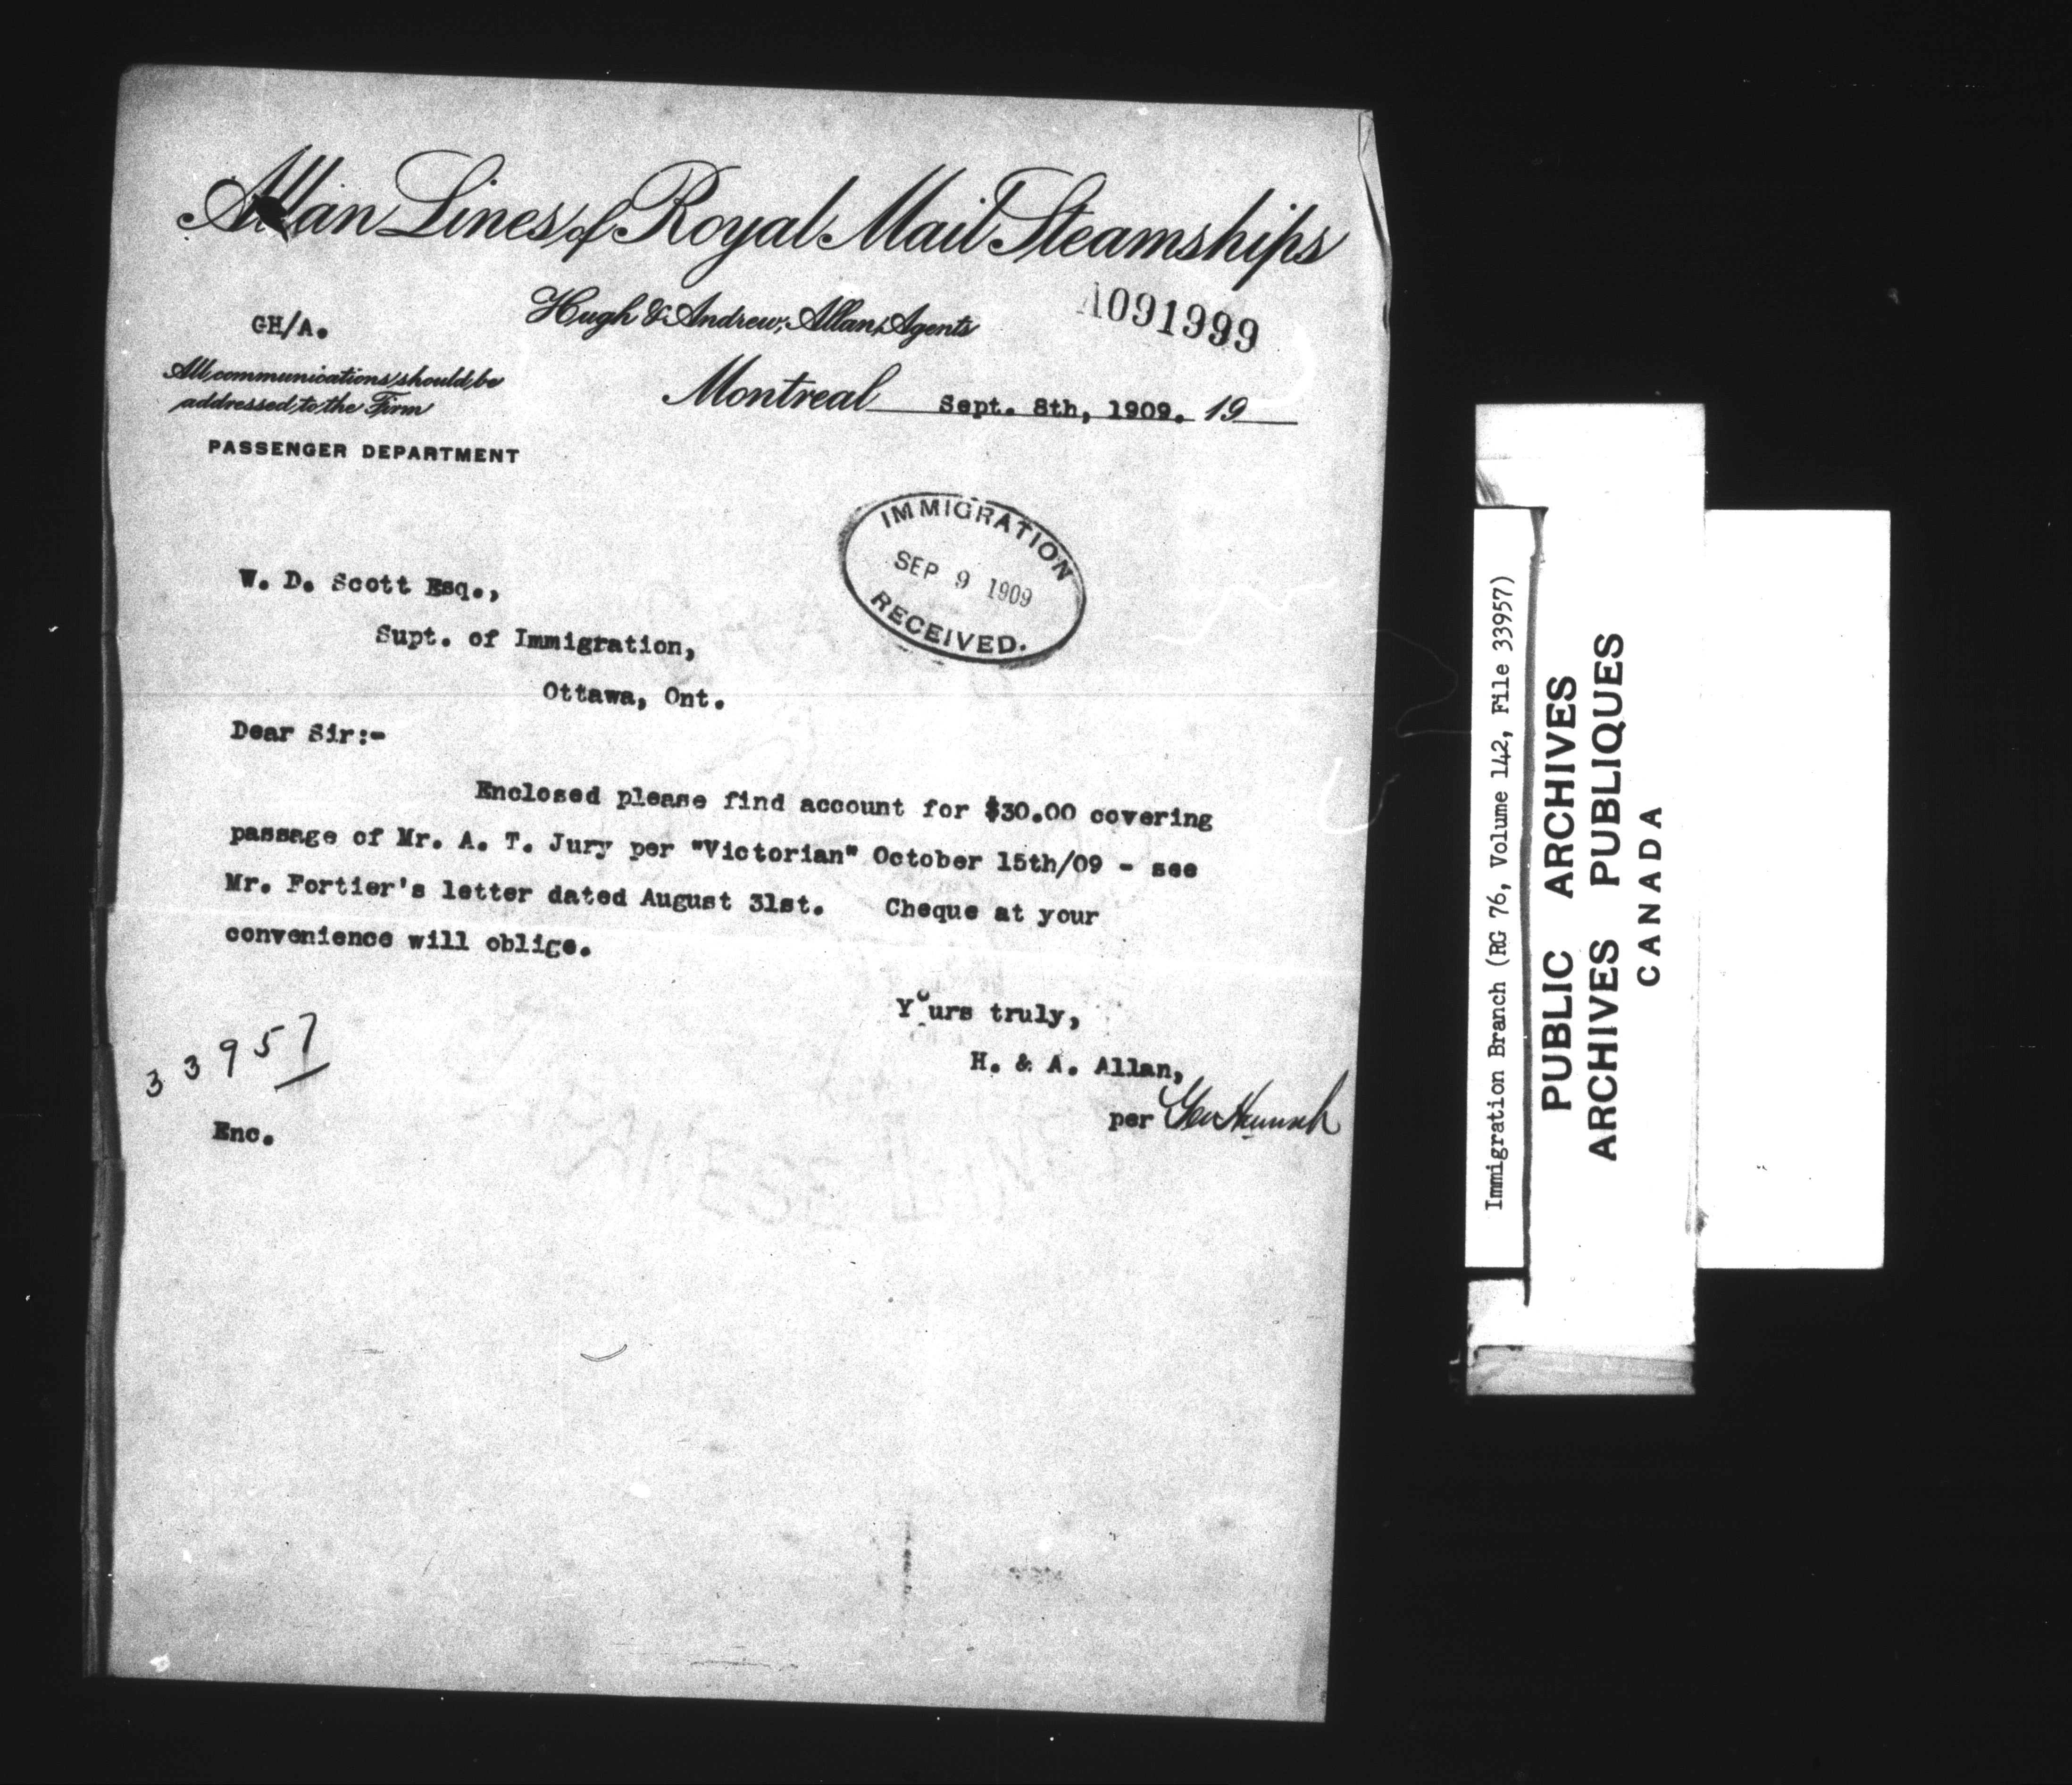 Allan Lines of Royal Mail Steamships
Hugh & Andrew Allan, Agents
A091999
GH/A.
All communications should be
addressed to the Firm
Montreal Sept. 8th, 1909. 19
PASSENGER DEPARTMENT
IMMIGRATION
SEP 9 1909
RECEIVED.
W. D. Scott Esq.,
Supt. of Immigration,
Ottawa, Ont.
Dear Sir:-
Enclosed please find account for $30.00 covering
passage of Mr. A. T. Jury per "Victorian" October 15th/09 - see
Mr. Fortier's letter dated August 31st. Cheque at your
convenience will oblige.
Yours truly,
H. & A. Allan,
per
33957
Enc.
Immigration Branch (RG 76, Volume 142, File 33957)
PUBLIC ARCHIVES
ARCHIVES PUBLIQUES
CANADA